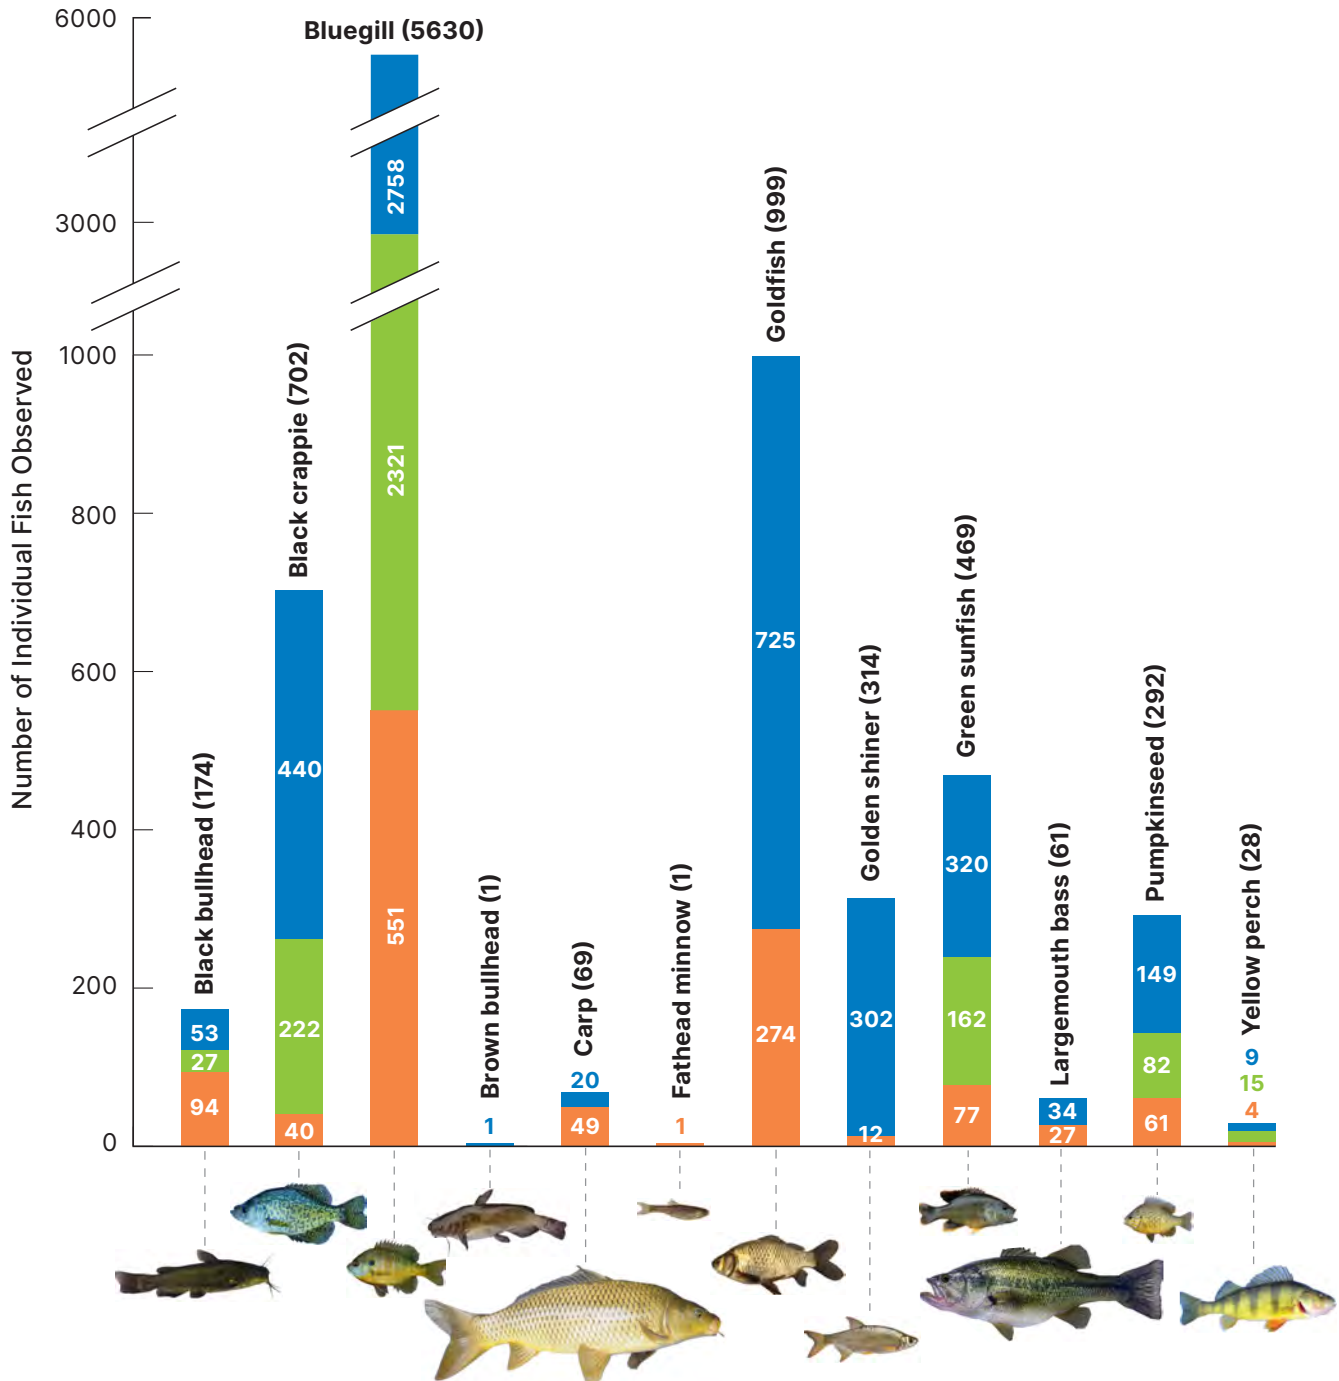 Number of Individual Fish Observed
6000
3000
1000
800
600
400
200
0
Black bullhead (174)
53
27
94
Black crappie (702)
440
222
40
Bluegill (5630)
2758
2321
551
Brown bullhead (1)
1
Carp (69)
20
49
Fathead minnow (1)
1
Goldfish (999)
725
274
Golden shiner (314)
302
12
Green sunfish (469)
320
162
77
Largemouth bass (61)
34
27
Pumpkinseed (292)
149
82
61
Yellow perch (28)
9
15
4